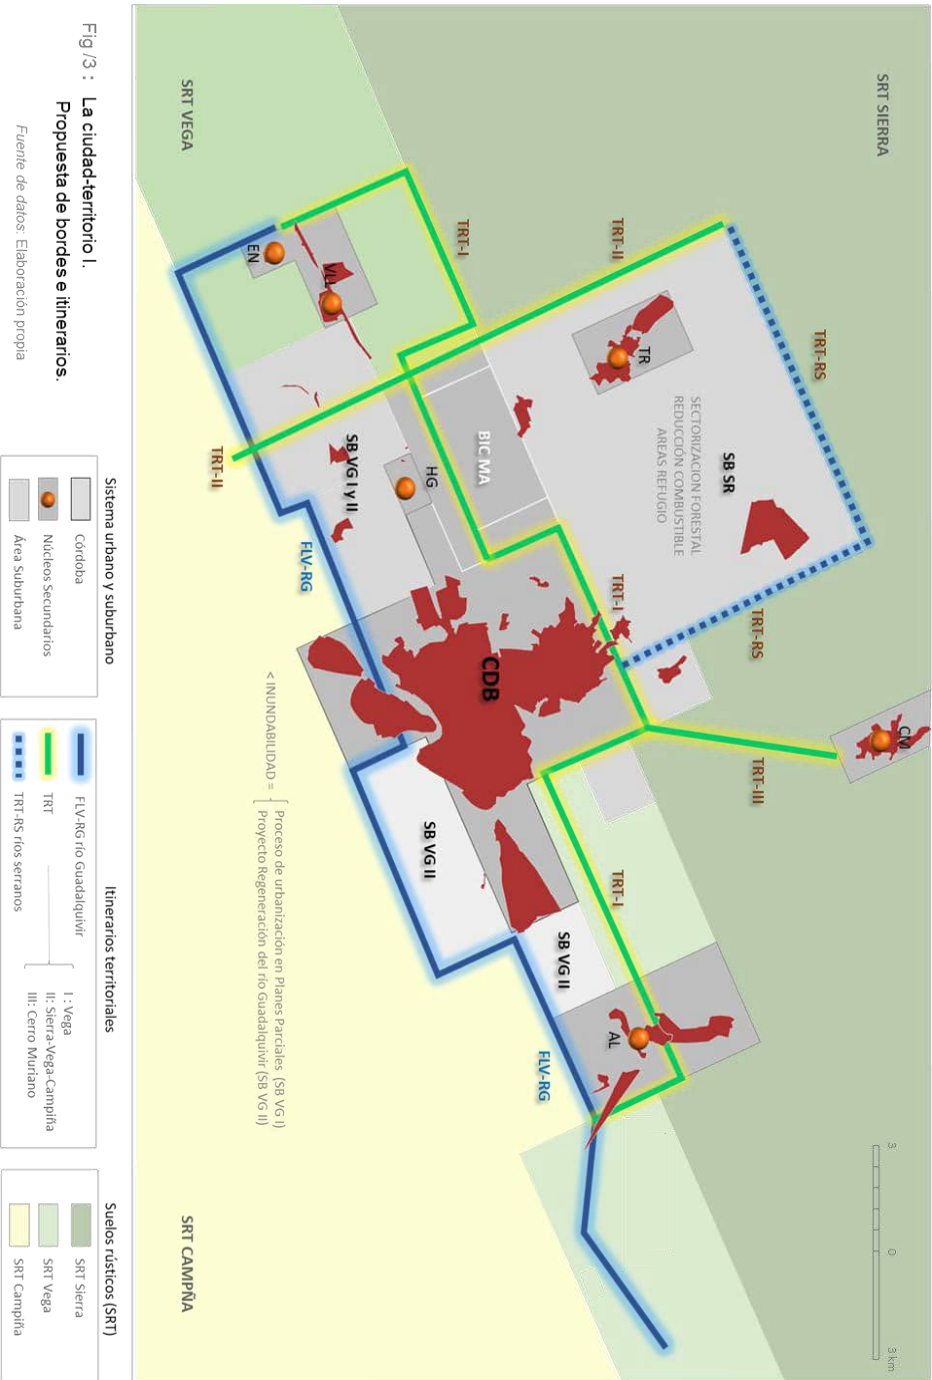 SRT SIERRA
SRT VEGA
TRT-I
TRT-II
TRT-RS
EN
VLL
TR
SECTORIZACION FORESTAL
REDUCCIÓN COMBUSTIBLE
AREAS REFUGIO
SB SR
BIC MA
HG
SB VG I y II
TRT-II
FLV-RG
TRT-I
TRT-RS
CDB
CM
TRT-III
< INUNDABILIDAD =
Proceso de urbanización en Planes Parciales (SB VG I)
Proyecto Regeneración del río Guadalquivir (SB VG II)
SB VG II
TRT-I
SB VG II
AL
FLV-RG
SRT CAMPÑA
3 0 3 km
Fig /3 : La ciudad-territorio I.
Propuesta de bordes e itinerarios.
Fuente de datos: Elaboración propia
Sistema urbano y suburbano
Córdoba
Núcleos Secundarios
Área Suburbana
Itinerarios territoriales
FLV-RG río Guadalquivir
TRT
I : Vega
II: Sierra-Vega-Campiña
III: Cerro Muriano
TRT-RS ríos serranos
Suelos rústicos (SRT)
SRT Sierra
SRT Vega
SRT Campiña